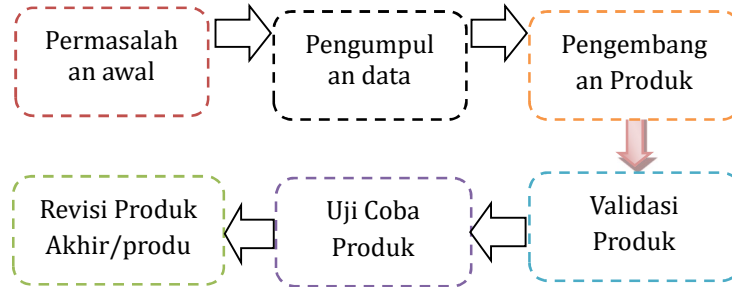 Permasalah
an awal
Pengumpul
an data
Pengembang
an Produk
Validasi
Produk
Uji Coba
Produk
Revisi Produk
Akhir/produ